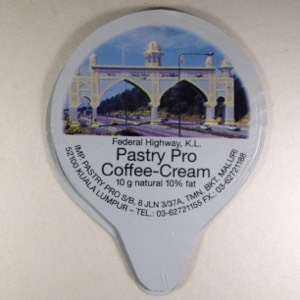 Federal Highway, K.L.
Pastry Pro
Coffee-Cream
10 g natural 10% fat
IMP PASTRY PRO S/B, 8 JLN 3/37A, TMN. BKT. MALURI
52100 KUALA LUMPUR – TEL.: 03-62721155 FX.: 03-62721188